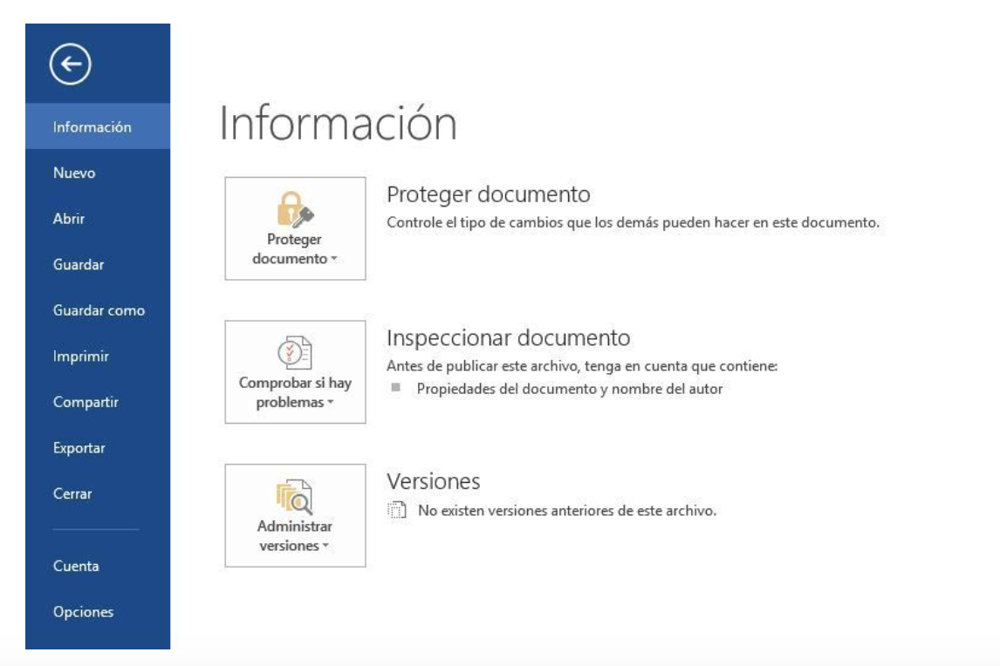 Información
Nuevo
Abrir
Guardar
Guardar como
Imprimir
Compartir
Exportar
Cerrar
Cuenta
Opciones
Información
Proteger
documento
Proteger documento
Controle el tipo de cambios que los demás pueden hacer en este documento.
Comprobar si hay
problemas
Inspeccionar documento
Antes de publicar este archivo, tenga en cuenta que contiene:
Propiedades del documento y nombre del autor
Administrar
versiones
Versiones
No existen versiones anteriores de este archivo.